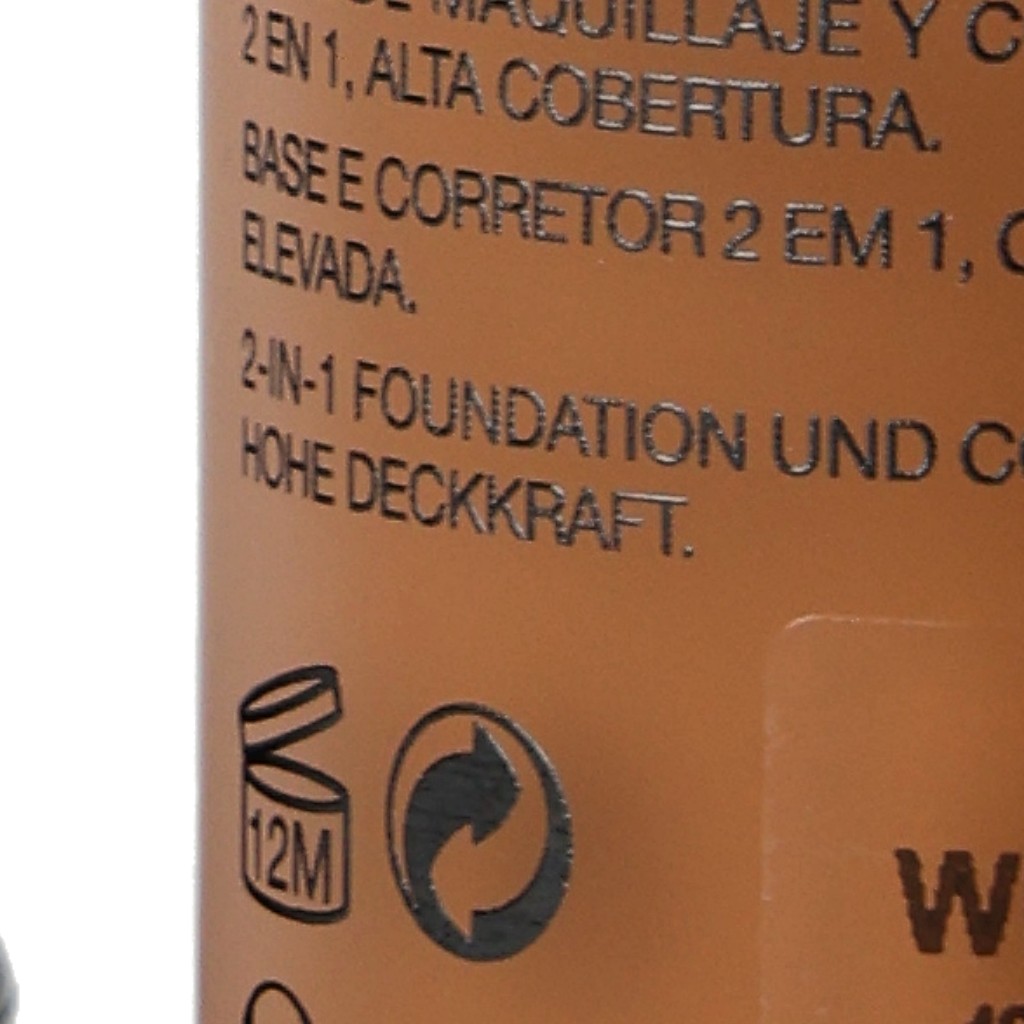 MAQUILLAJE Y
2 EN 1, ALTA COBERTURA.
BASE E CORRETOR 2 EM 1,
ELEVADA.
2-IN-1 FOUNDATION UND
HOHE DECKKRAFT.
12M
W